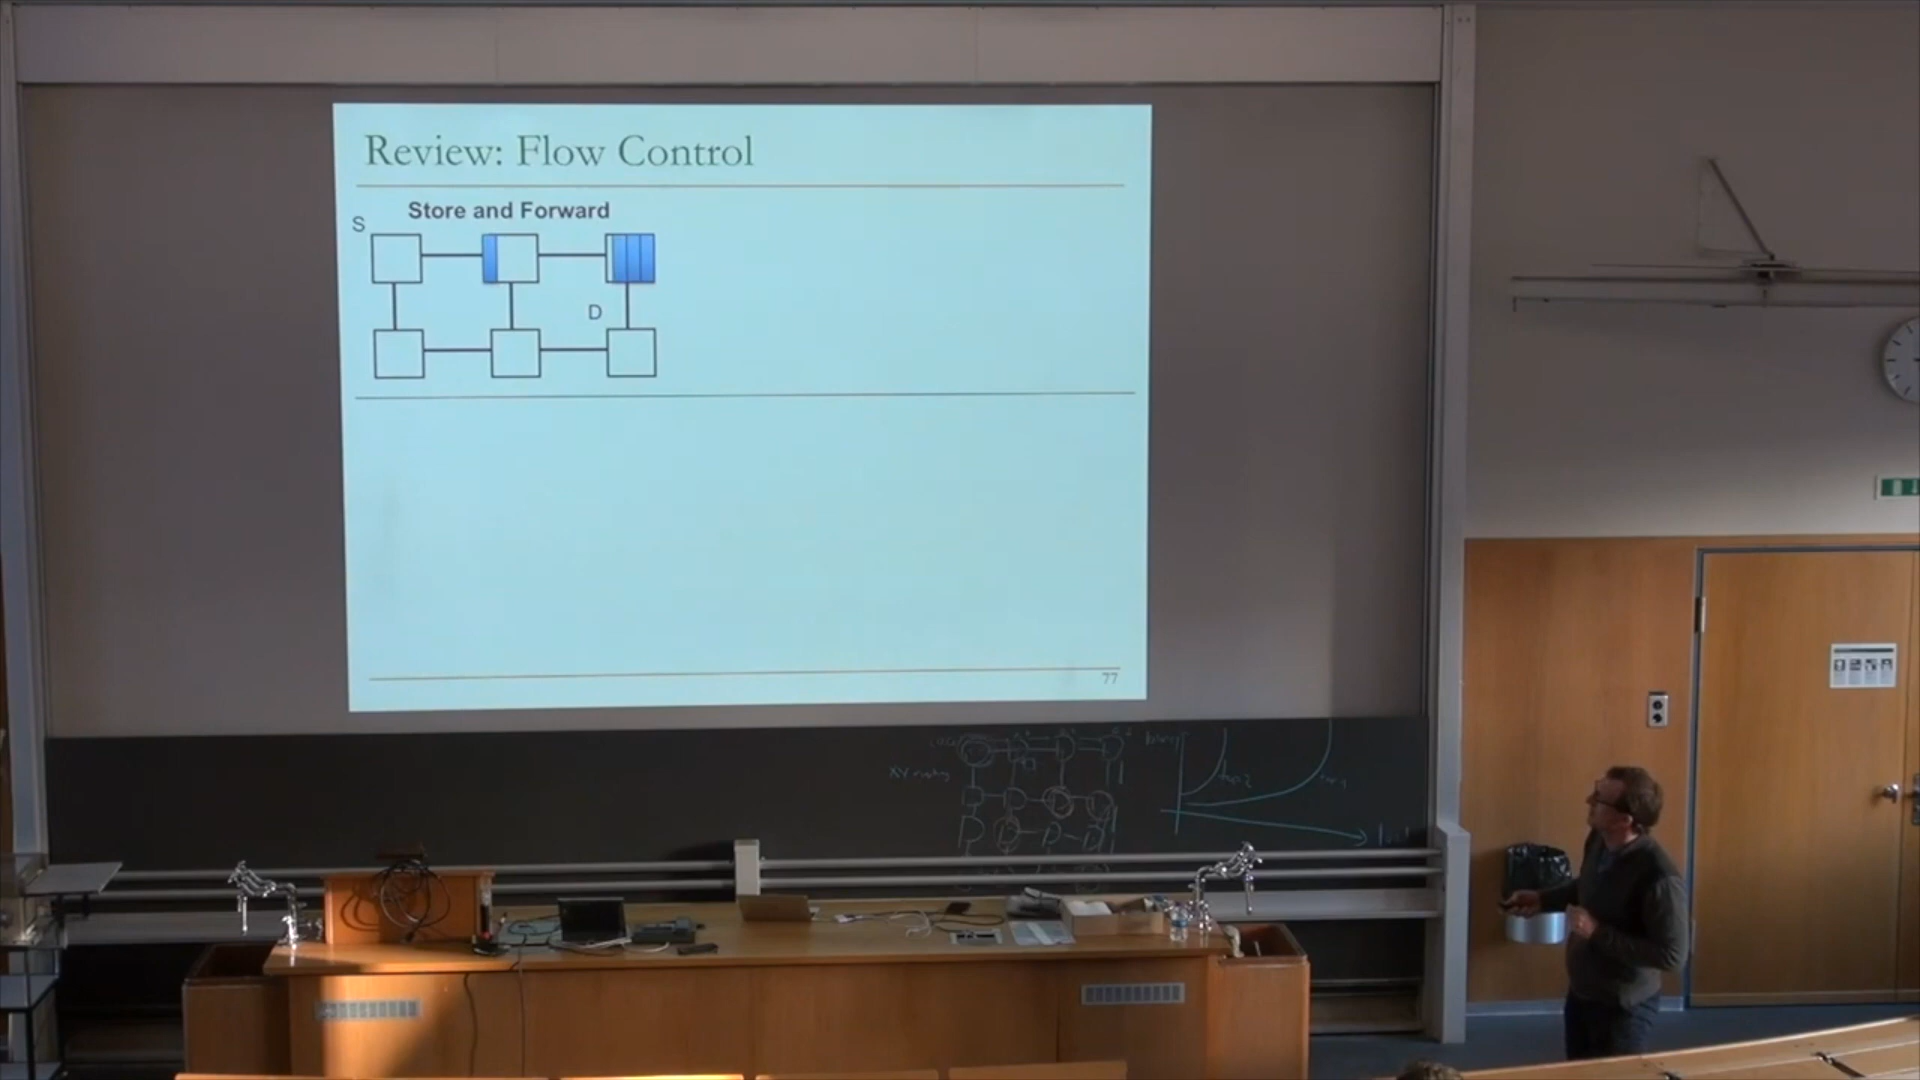 Review: Flow Control
Store and Forward
S
D
77